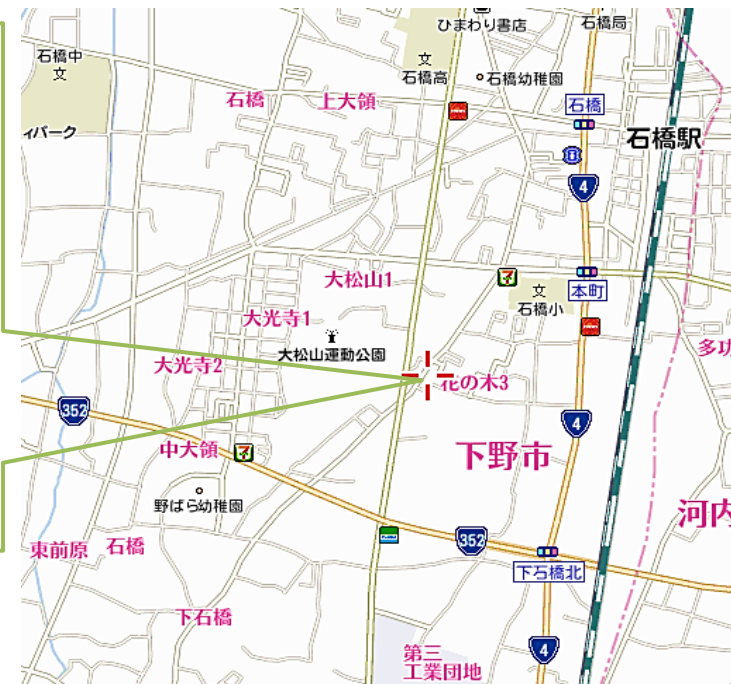 ひまわり書店
石橋局
石橋中
文
文
石橋高
石橋幼稚園
石橋
上大領
石橋
ィパーク
石橋駅
4
大松山1
7
本町
文
石橋小
大光寺1
大松山運動公園
大光寺2
多功
花の木3
352
4
中大領
7
下野市
野ばら幼稚園
河内
352
東前原
石橋
下石橋北
下石橋
第三
工業団地
4